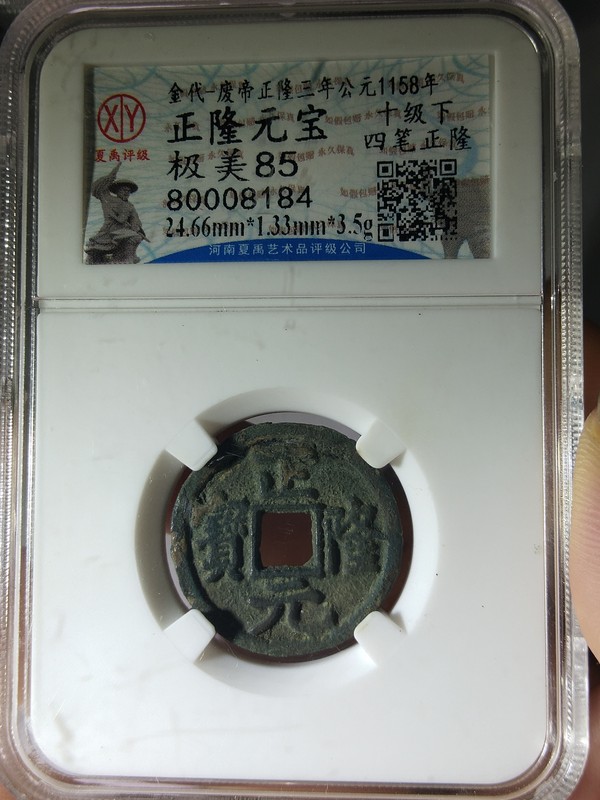 金代-废帝正隆三年公元1158年
XY
正隆元宝
十级下
夏禹评级
四笔正隆
极美85
80008184
24.66mm*1.33mm*3.5g
河南夏禹艺术品评级公司
正
寶 隆
元